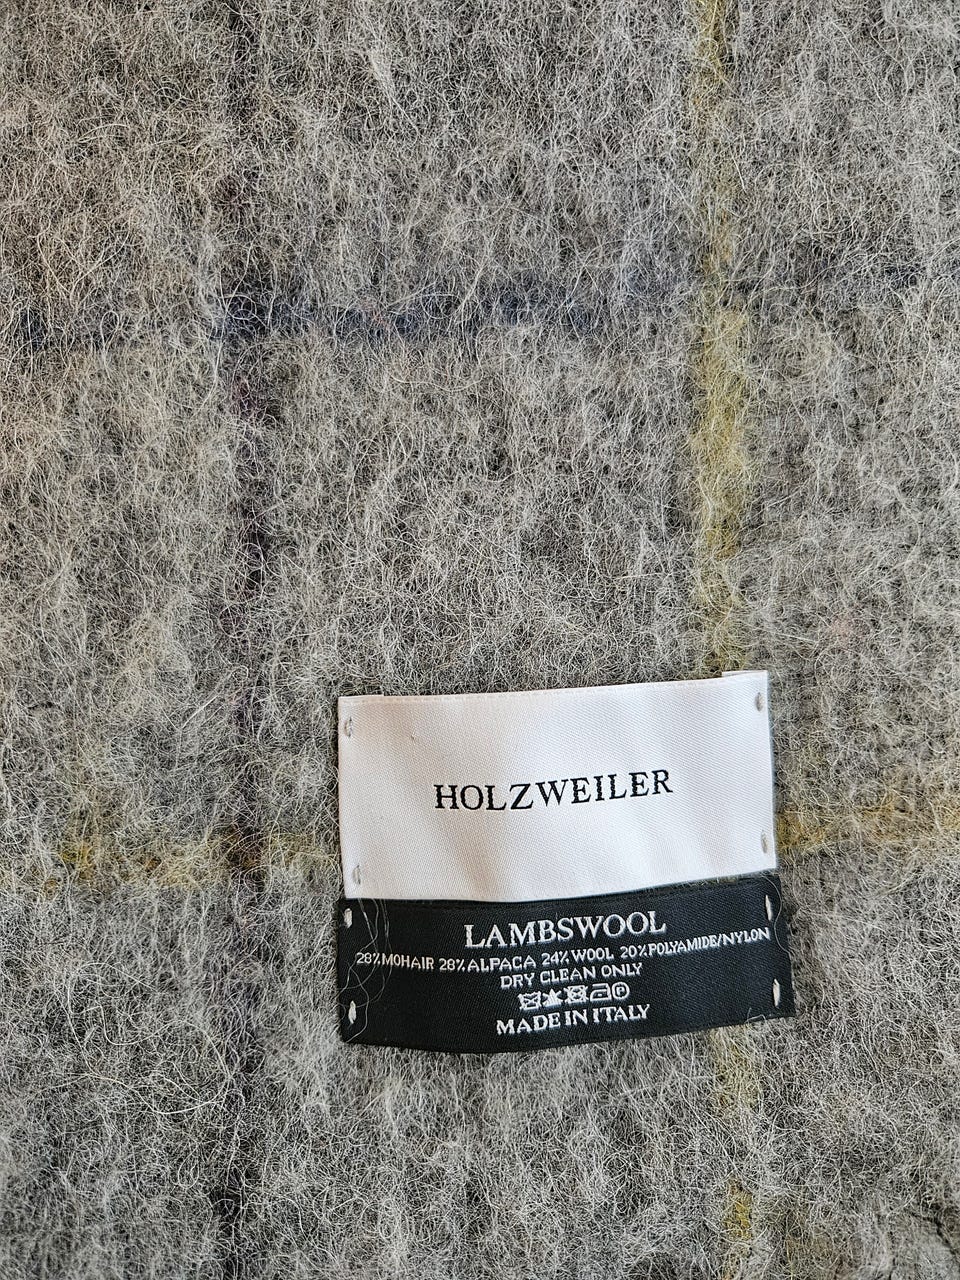 HOLZWEILER
LAMBSWOOL
28%MOHAIR 28%ALPACA 24%WOOL 20%POLYAMIDE/NYLON
DRY CLEAN ONLY
MADE IN ITALY